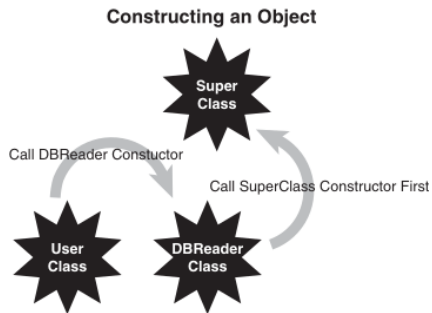 Constructing an Object
Super
Class
Call DBReader Constuctor
Call SuperClass Constructor First
User
Class
DBReader
Class